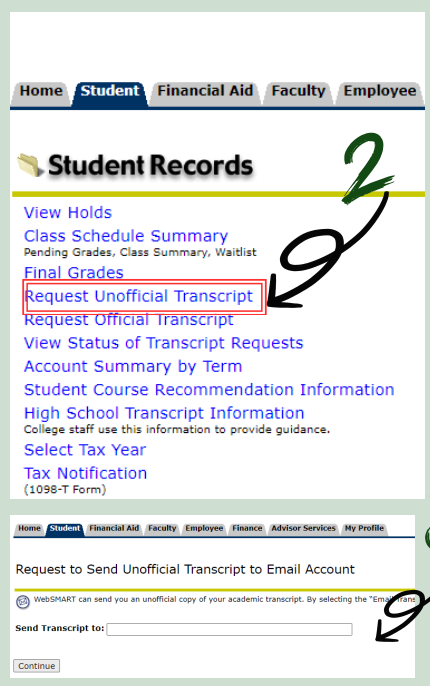 Home Student Financial Aid Faculty Employee
Student Records
2
View Holds
Class Schedule Summary
Pending Grades, Class Summary, Waitlist
Final Grades
Request Unofficial Transcript
Request Official Transcript
View Status of Transcript Requests
Account Summary by Term
Student Course Recommendation Information
High School Transcript Information
College staff use this information to provide guidance.
Select Tax Year
Tax Notification
(1098-T Form)
Home Student Financial Aid Faculty Employee Finance Advisor Services My Profile
Request to Send Unofficial Transcript to Email Account
WebSMART can send you an unofficial copy of your academic transcript. By selecting the "Email Trans
Send Transcript to:
Continue